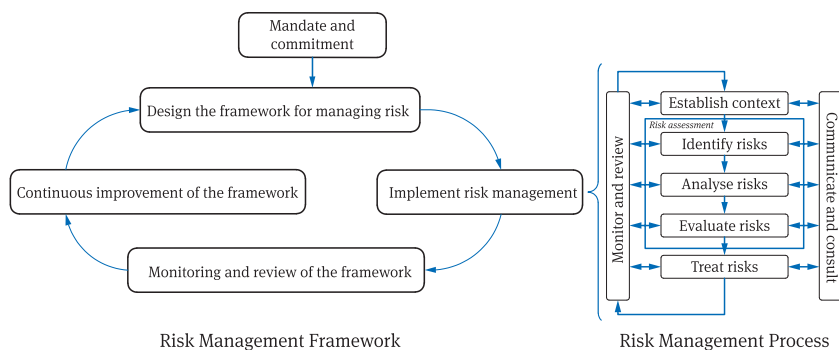 Mandate and
commitment
Design the framework for managing risk
Continuous improvement of the framework
Implement risk management
Monitoring and review of the framework
Risk Management Framework
Monitor and review
Establish context
Risk assessment
Identify risks
Analyse risks
Evaluate risks
Treat risks
Communicate and consult
Risk Management Process